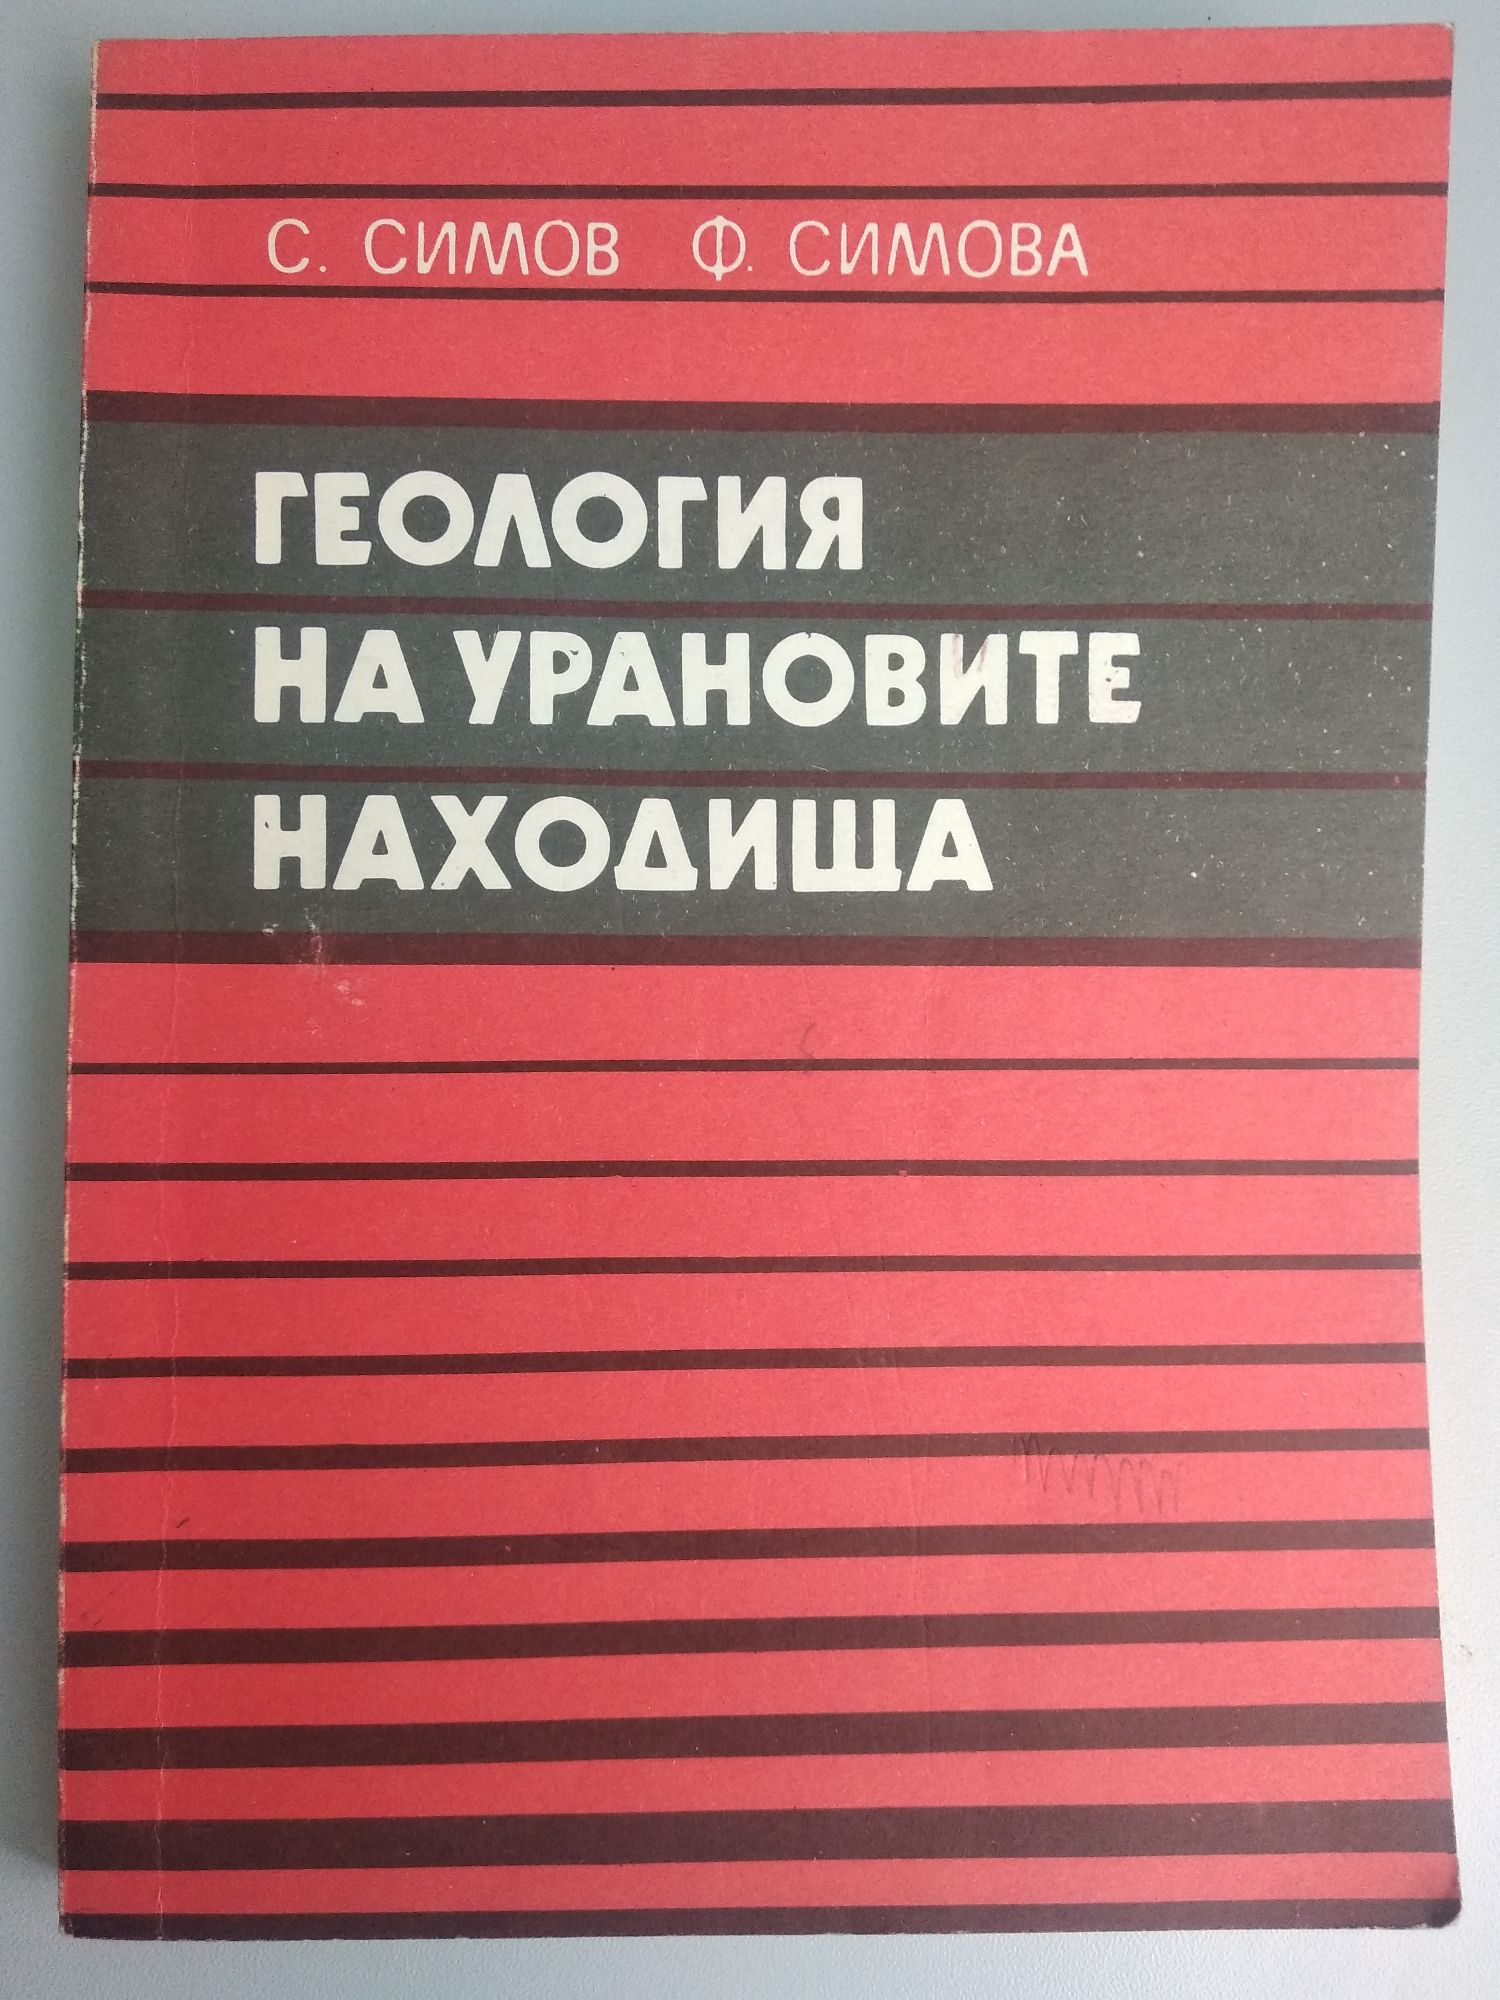 С. СИМОВ Ф. СИМОВА
ГЕОЛОГИЯ
НА УРАНОВИТЕ
НАХОДИЩА